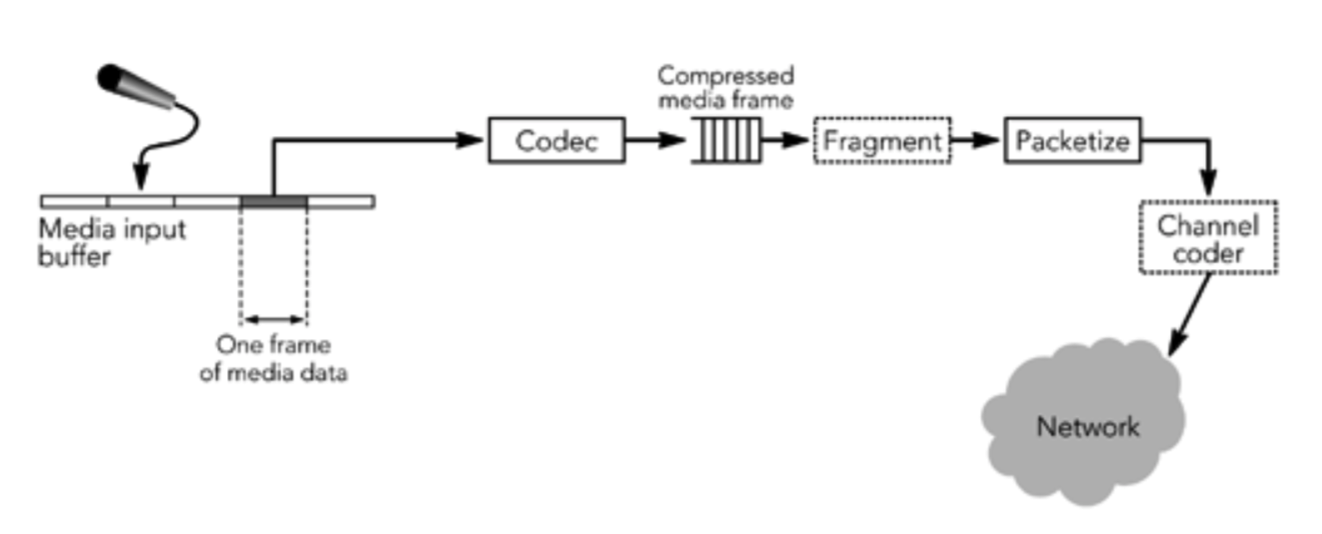 Compressed
media frame
Codec
Fragment
Packetize
Media input
buffer
Channel
coder
One frame
of media data
Network